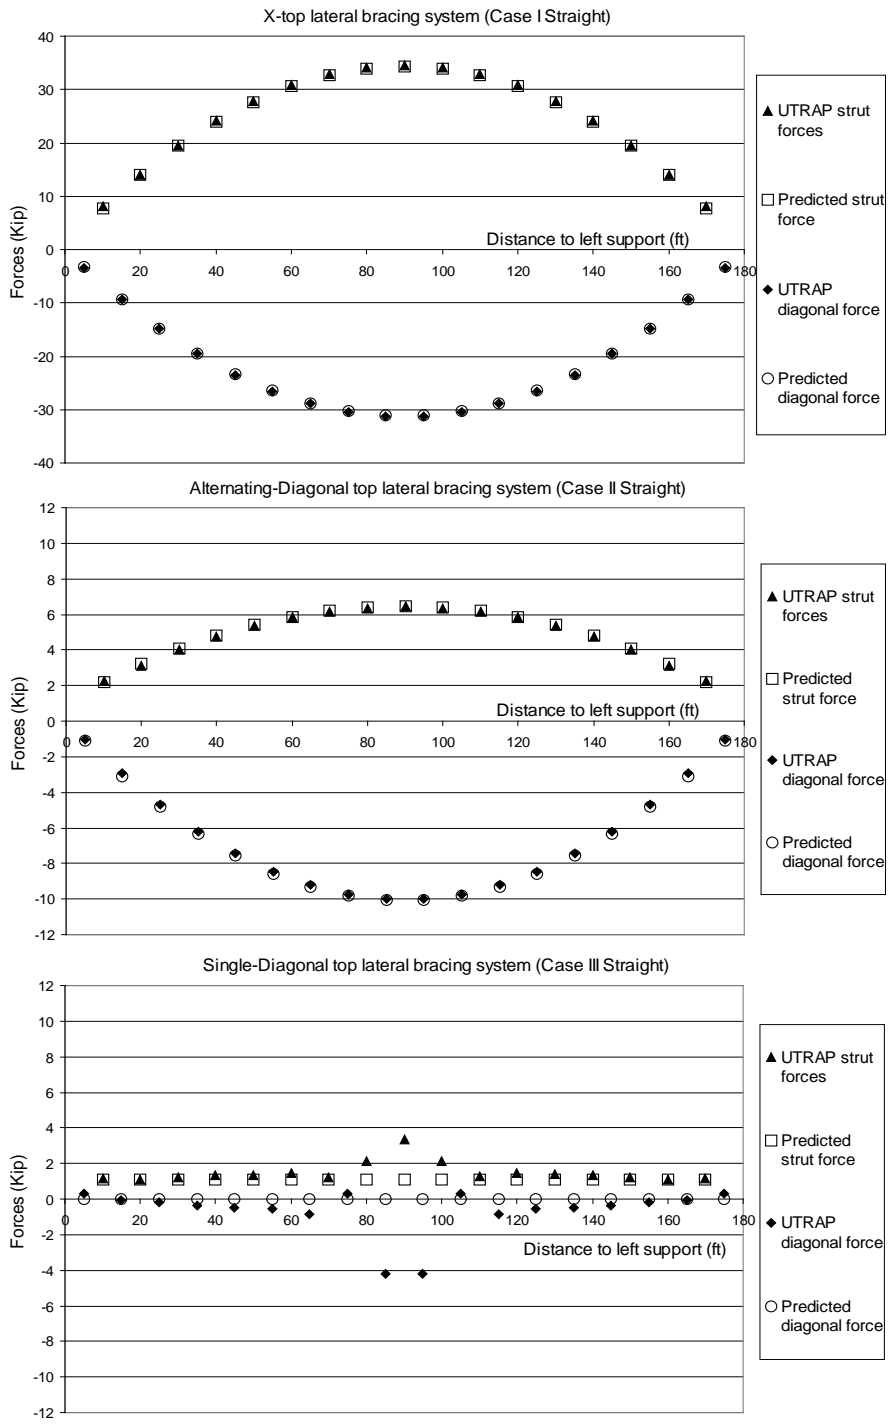 X-top lateral bracing system (Case I Straight)
40
30
20
10
0
-10
-20
-30
-40
Forces (Kip)
0 20 40 60 80 100 120 140 160 180
Distance to left support (ft)
UTRAP strut
forces
Predicted strut
force
UTRAP
diagonal force
Predicted
diagonal force
Alternating-Diagonal top lateral bracing system (Case II Straight)
12
10
8
6
4
2
0
-2
-4
-6
-8
-10
-12
Forces (Kip)
0 20 40 60 80 100 120 140 160 180
Distance to left support (ft)
UTRAP strut
forces
Predicted
strut force
UTRAP
diagonal force
Predicted
diagonal force
Single-Diagonal top lateral bracing system (Case III Straight)
12
10
8
6
4
2
0
-2
-4
-6
-8
-10
-12
Forces (Kip)
0 20 40 60 80 100 120 140 160 180
Distance to left support (ft)
UTRAP strut
forces
Predicted
strut force
UTRAP
diagonal force
Predicted
diagonal force